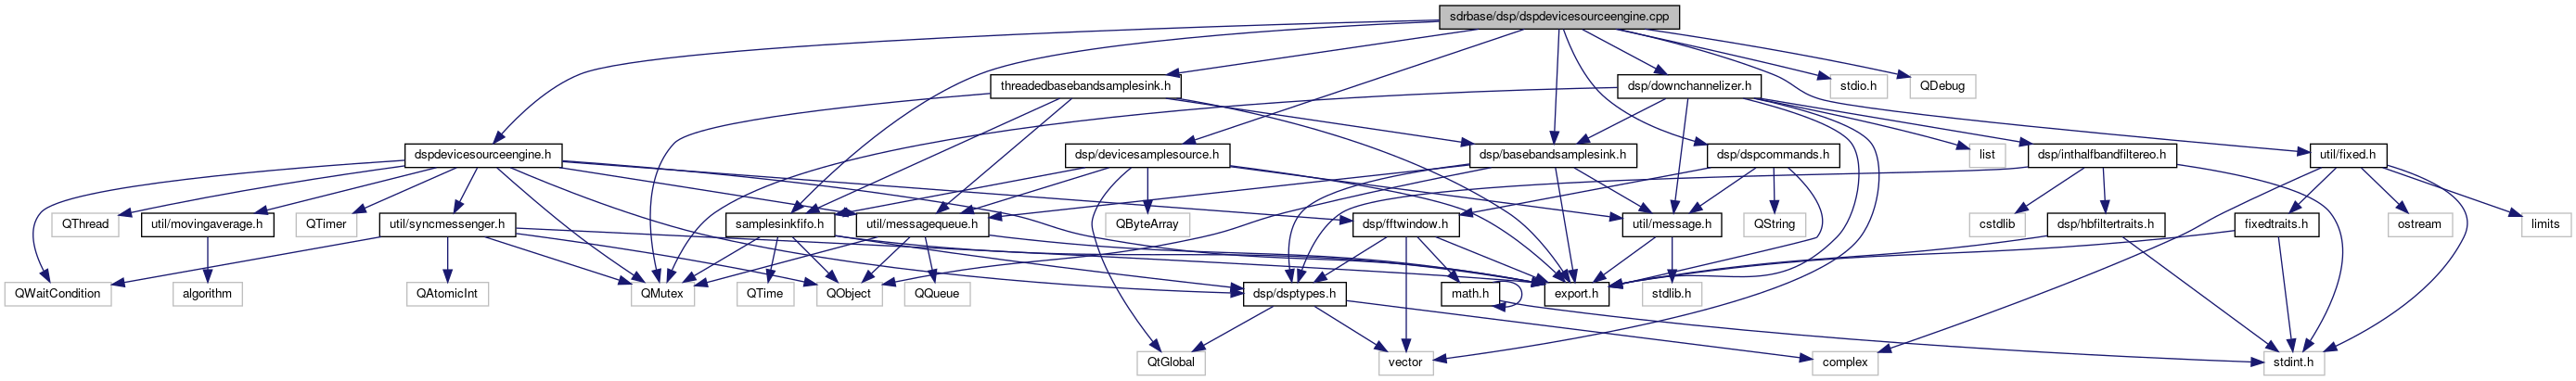 sdrbase/dsp/dspdevicesourceengine.cpp
threadedbasebandsamplesink.h
dsp/downchannelizer.h
stdio.h
QDebug
dspdevicesourceengine.h
dsp/devicesamplesource.h
dsp/basebandsamplesink.h
dsp/dspcommands.h
list
dsp/inthalfbandfiltereo.h
util/fixed.h
QThread
util/movingaverage.h
QTimer
util/syncmessenger.h
samplesinkfifo.h
util/messagequeue.h
QByteArray
dsp/fftwindow.h
util/message.h
QString
cstdlib
dsp/hbfiltertraits.h
fixedtraits.h
ostream
limits
QWaitCondition
algorithm
QAtomicInt
QMutex
QTime
QObject
QQueue
dsp/dsptypes.h
math.h
export.h
stdlib.h
QtGlobal
vector
complex
stdint.h